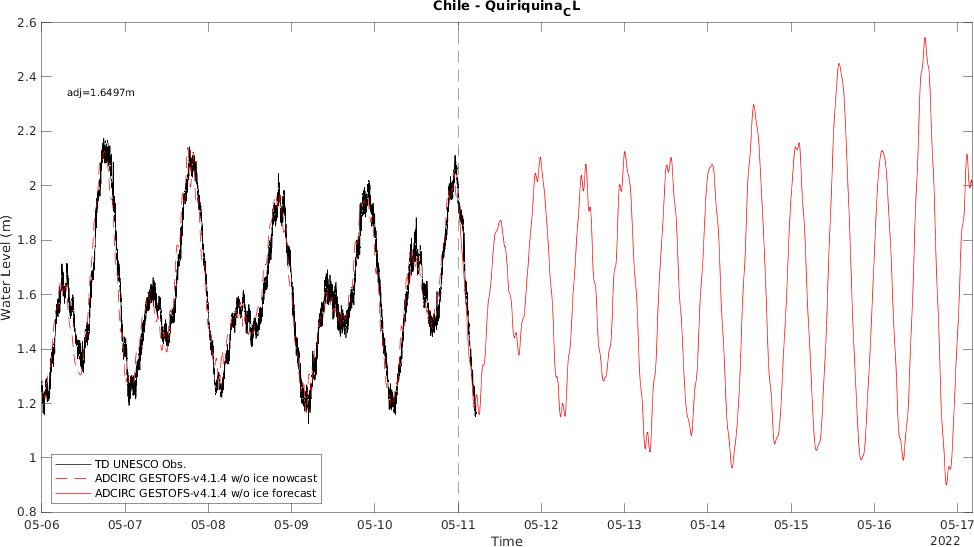 Chile - Quiriquina_CL
2.6
2.4
adj=1.6497m
2.2
2
1.8
Water Level (m)
1.6
1.4
1.2
1
TD UNESCO Obs.
ADCIRC GESTOFS-v4.1.4 w/o ice nowcast
ADCIRC GESTOFS-v4.1.4 w/o ice forecast
0.8
05-06 05-07 05-08 05-09 05-10 05-11 05-12 05-13 05-14 05-15 05-16 05-17
Time
2022